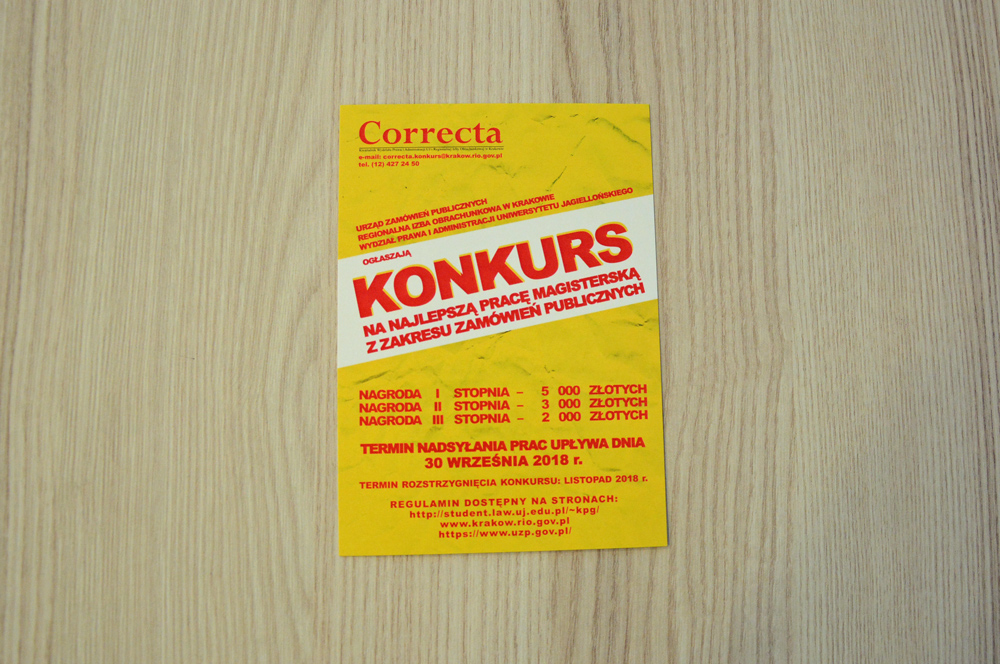 Correcta
e-mail: correcta.konkurs@krakow.rio.gov.pl
tel. (12) 427 24 50
URZĄD ZAMÓWIEŃ PUBLICZNYCH
REGIONALNA IZBA OBRACHUNKOWA W KRAKOWIE
WYDZIAŁ PRAWA I ADMINISTRACJI UNIWERSYTETU JAGIELLOŃSKIEGO
OGŁASZAJĄ
KONKURS
NA NAJLEPSZĄ PRACĘ MAGISTERSKĄ
Z ZAKRESU ZAMÓWIEŃ PUBLICZNYCH
NAGRODA I STOPNIA – 5 000 ZŁOTYCH
NAGRODA II STOPNIA – 3 000 ZŁOTYCH
NAGRODA III STOPNIA – 2 000 ZŁOTYCH
TERMIN NADSYŁANIA PRAC UPŁYWA DNIA
30 WRZEŚNIA 2018 r.
TERMIN ROZSTRZYGNIĘCIA KONKURSU: LISTOPAD 2018 r.
REGULAMIN DOSTĘPNY NA STRONACH:
http://student.law.uj.edu.pl/~kpg/
www.krakow.rio.gov.pl
https://www.uzp.gov.pl/